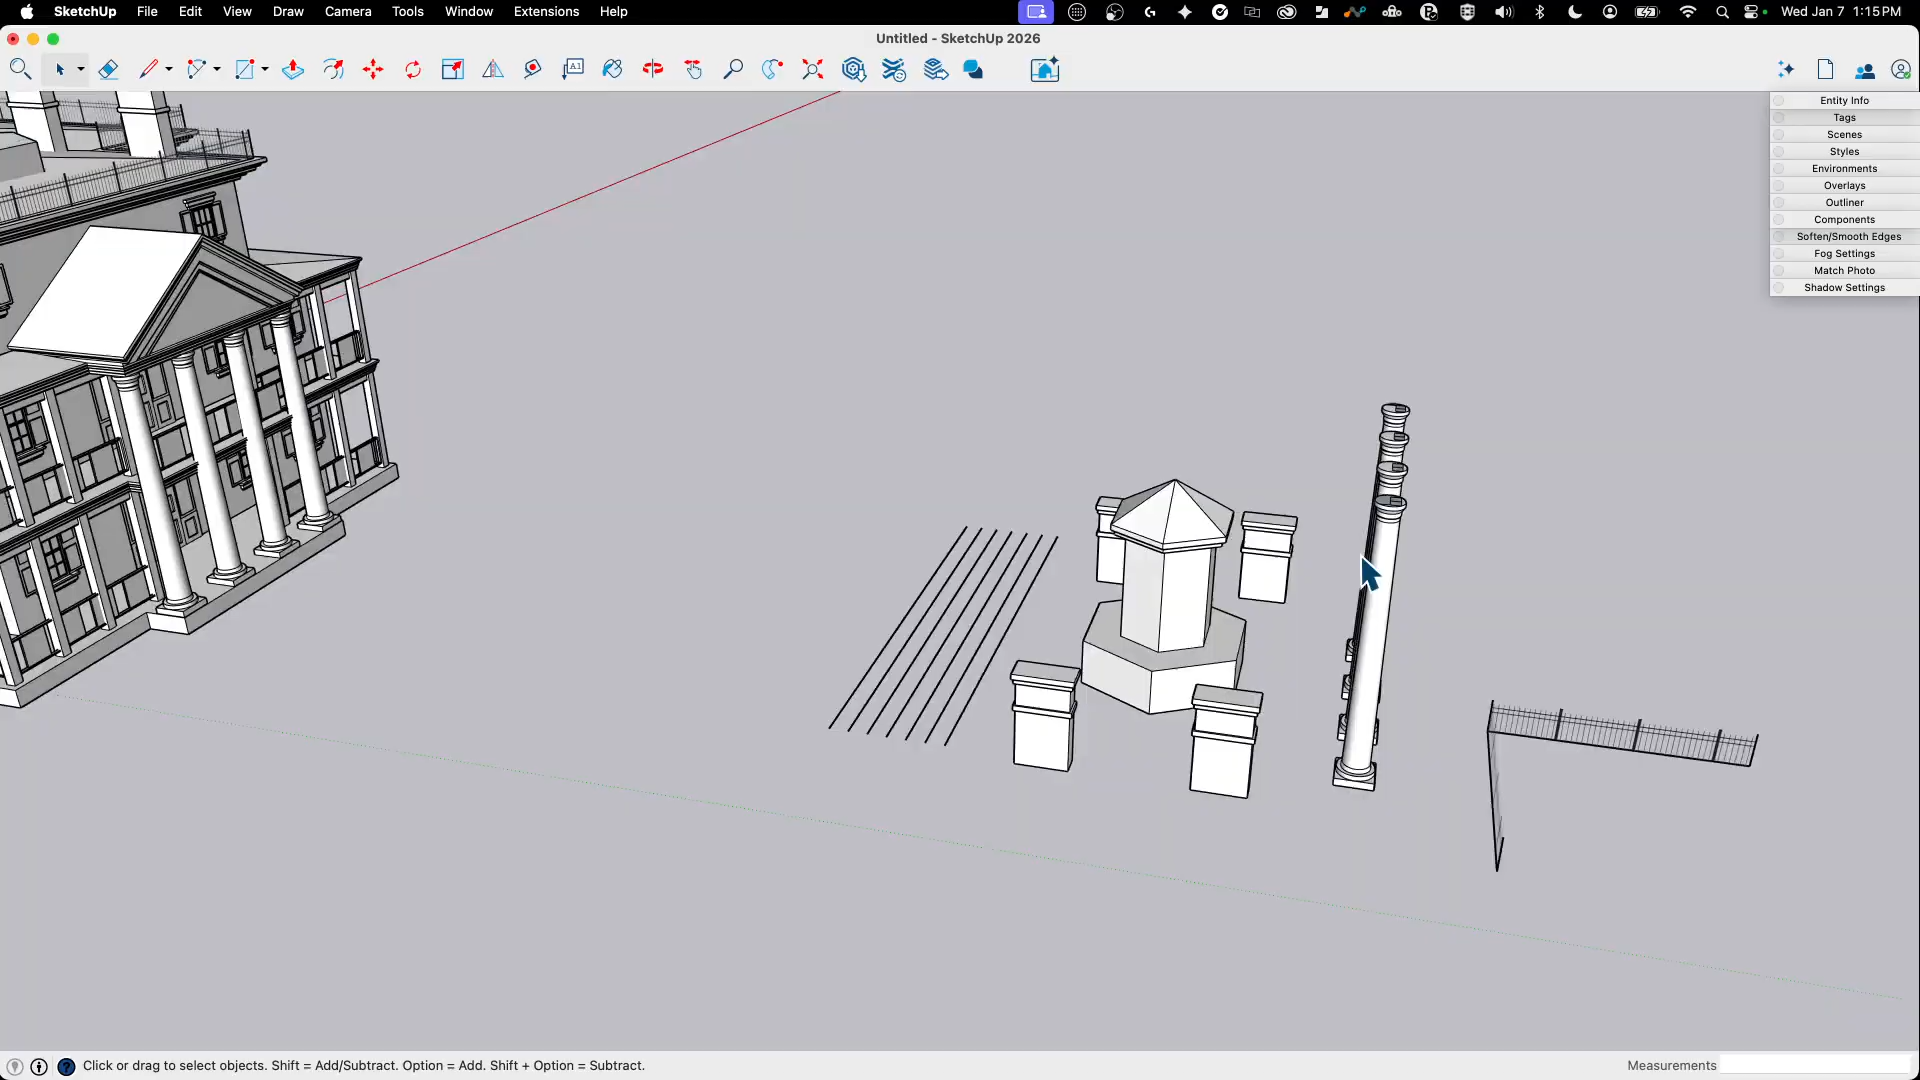 SketchUp File Edit View Draw Camera Tools Window Extensions Help Wed Jan 7 1:15 PM
Untitled - SketchUp 2026
A1
Entity Info
Tags
Scenes
Styles
Environments
Overlays
Outliner
Components
Soften/Smooth Edges
Fog Settings
Match Photo
Shadow Settings
Click or drag to select objects. Shift = Add/Subtract. Option = Add. Shift + Option = Subtract. Measurements